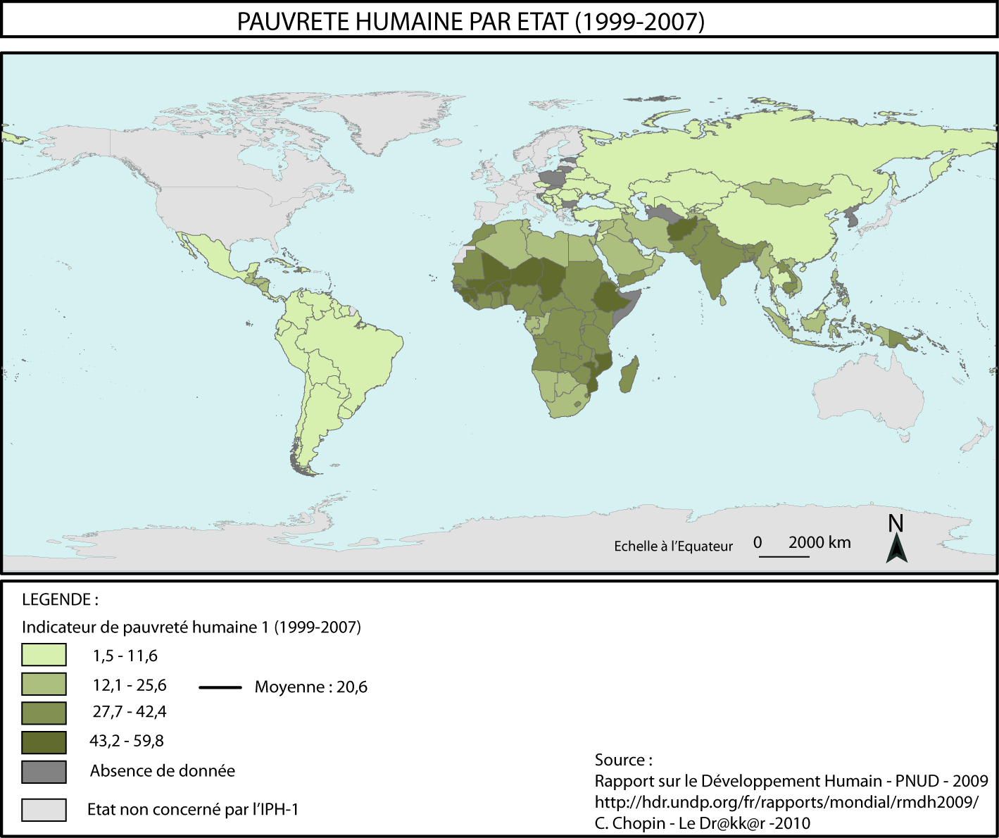 PAUVRETE HUMAINE PAR ETAT (1999-2007)
N
Echelle à l'Equateur 0 2000 km
LEGENDE :
Indicateur de pauvreté humaine 1 (1999-2007)
1,5 - 11,6
12,1 - 25,6 Moyenne : 20,6
27,7 - 42,4
43,2 - 59,8
Absence de donnée
Etat non concerné par l'IPH-1
Source :
Rapport sur le Développement Humain - PNUD - 2009
http://hdr.undp.org/fr/rapports/mondial/rmdh2009/
C. Chopin - Le Dr@kk@r -2010